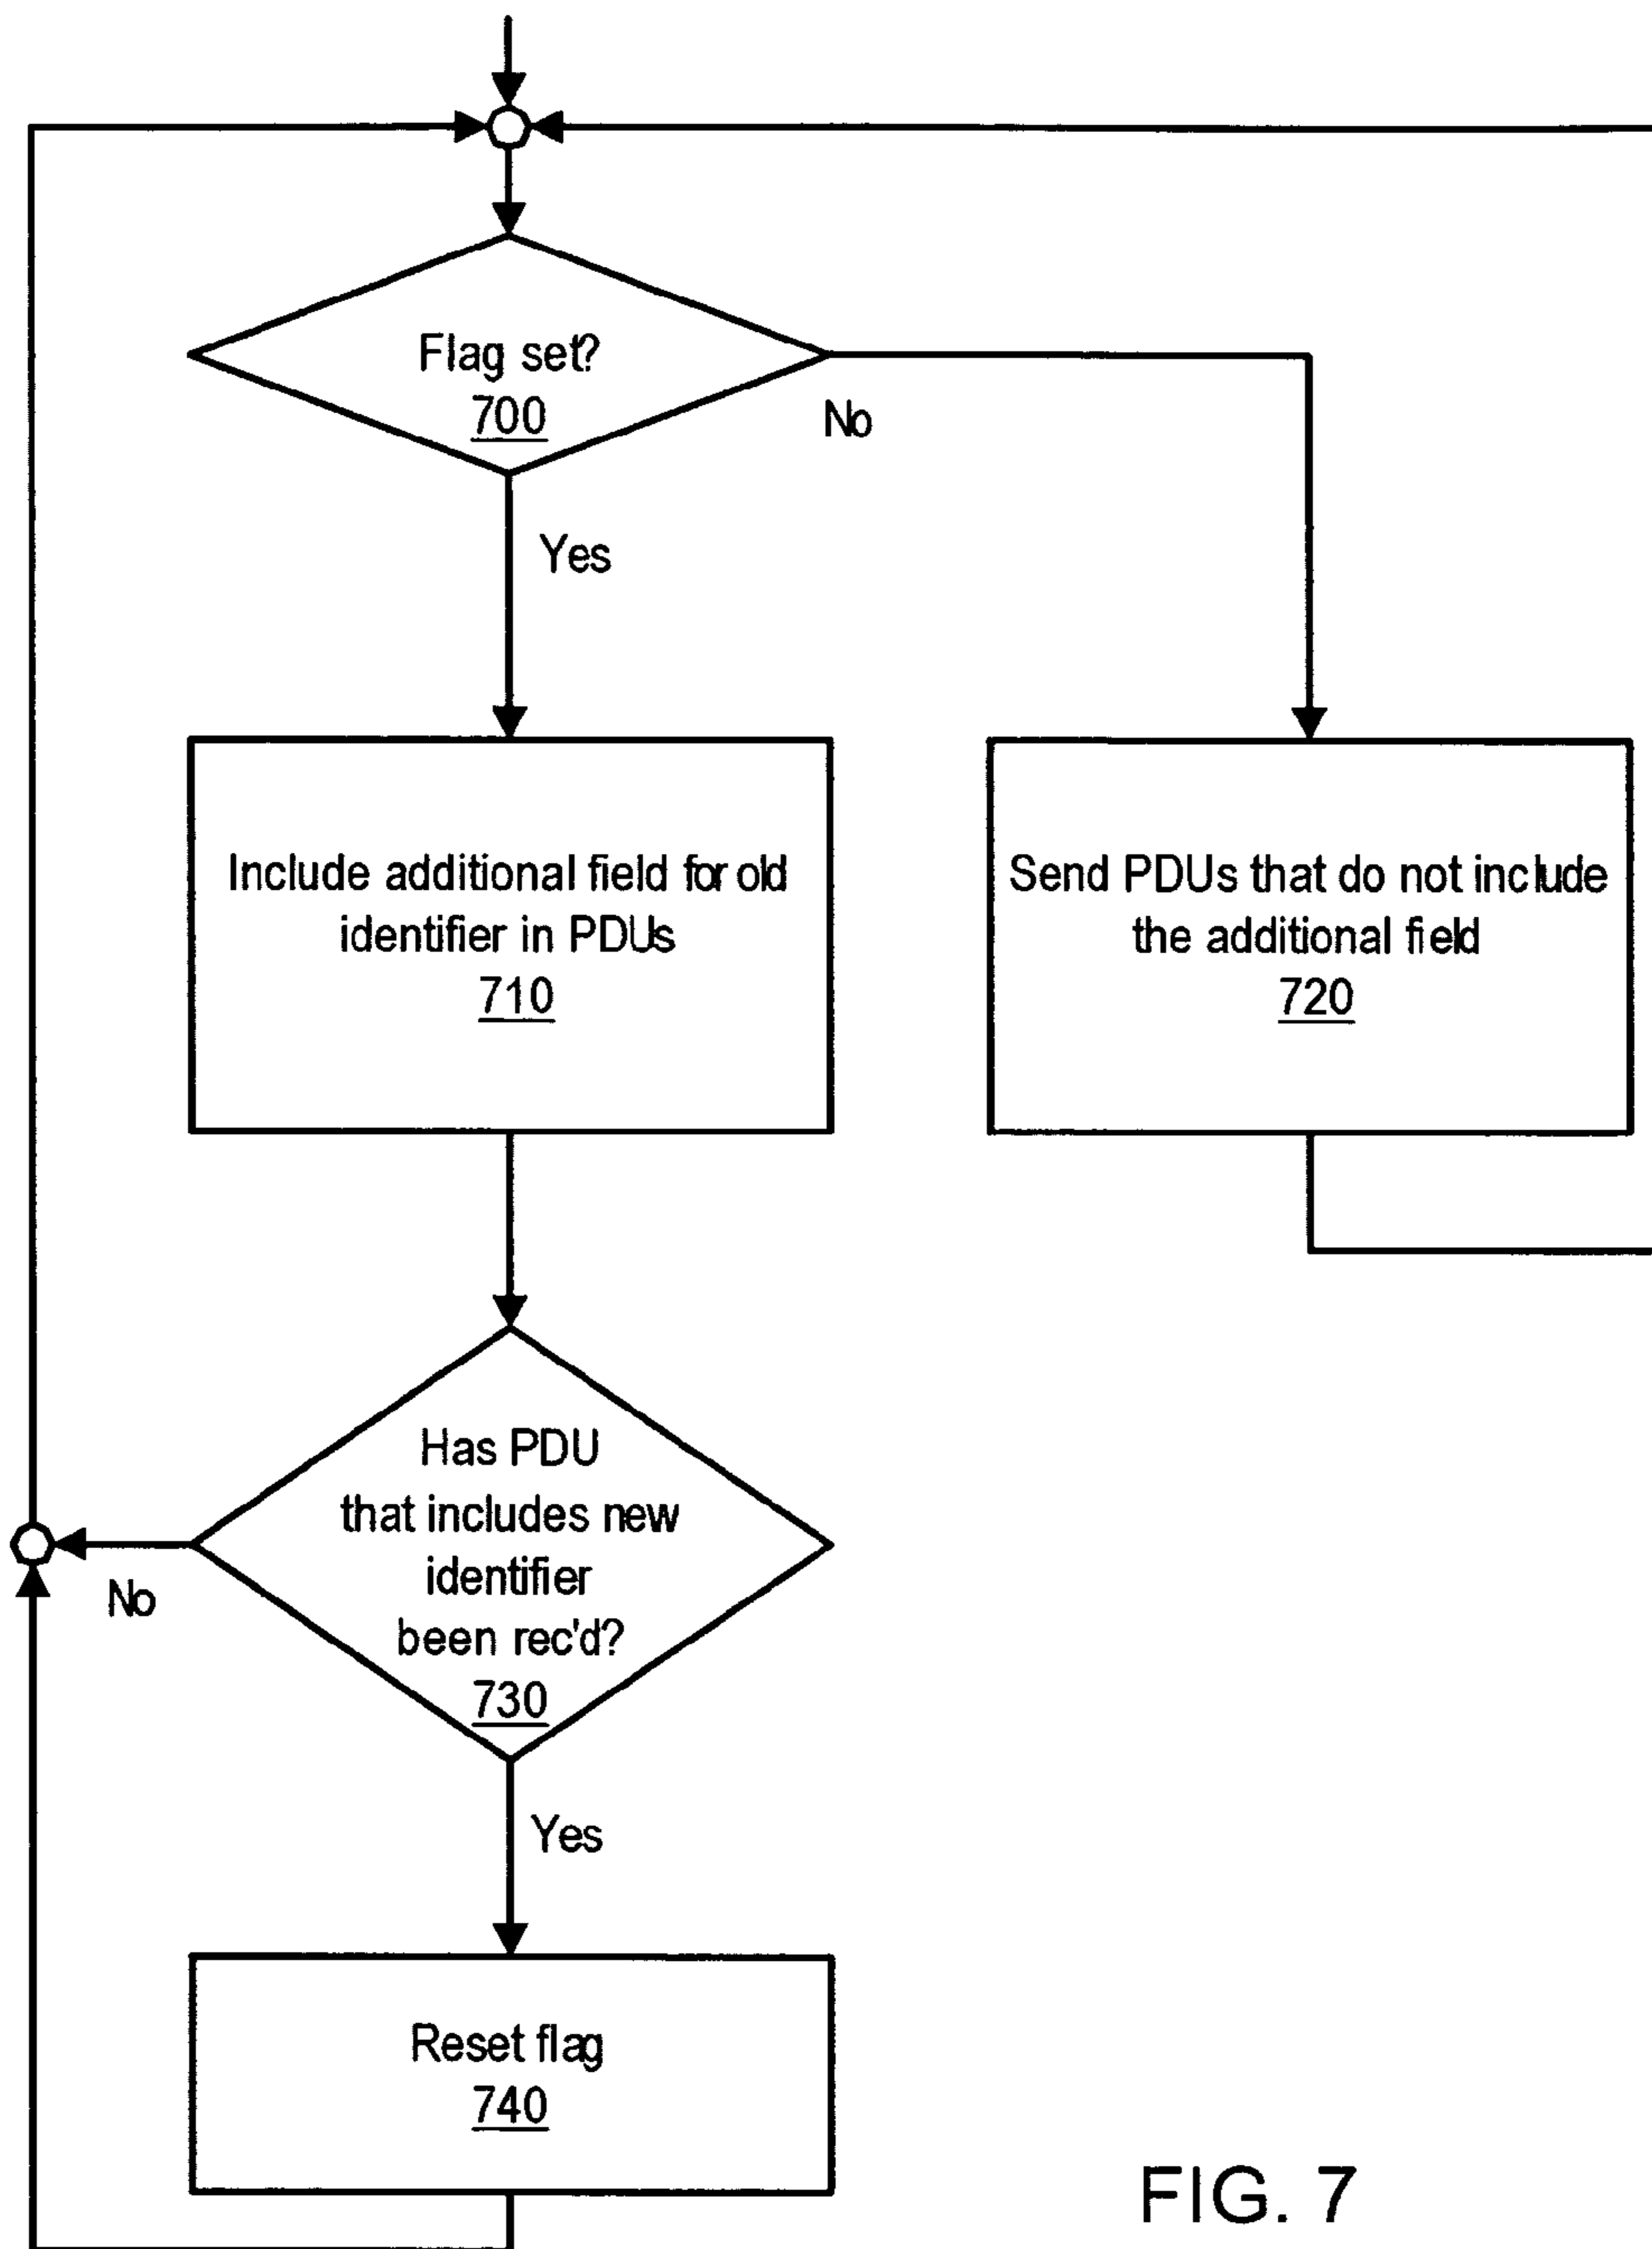 Flag set?
700
No
Yes
Include additional field for old
identifier in PDUs
710
Send PDUs that do not include
the additional field
720
Has PDU
that includes new
identifier
been rec'd?
730
No
Yes
Reset flag
740
FIG. 7